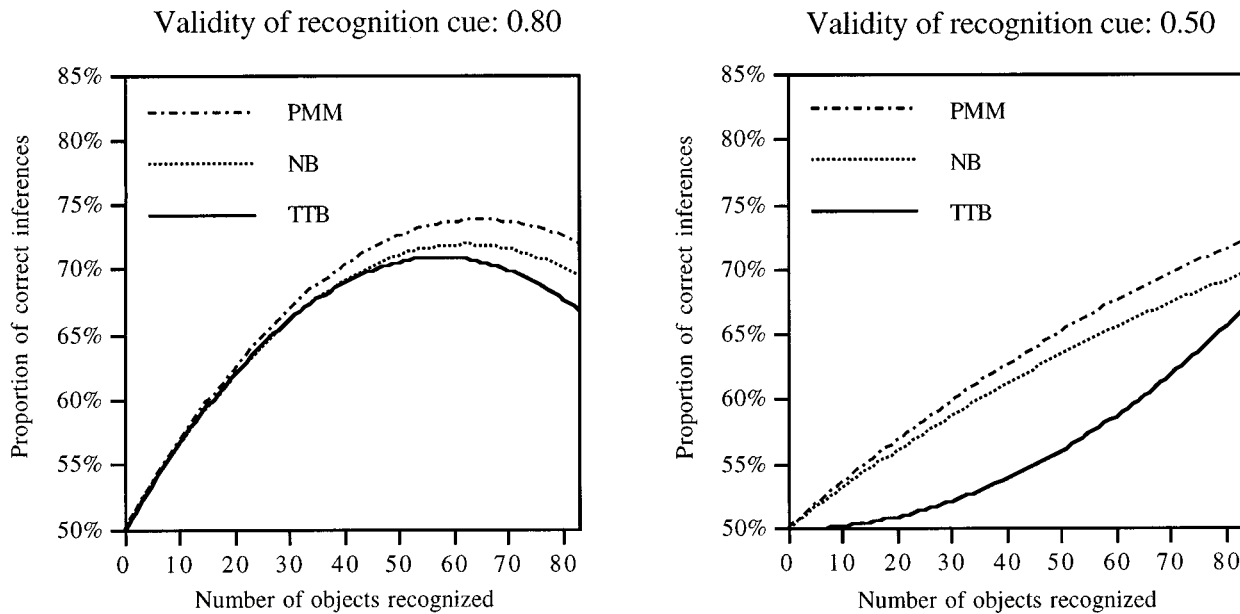 Validity of recognition cue: 0.80
85%
80%
75%
70%
65%
60%
55%
50%
Proportion of correct inferences
PMM
NB
TTB
0 10 20 30 40 50 60 70 80
Number of objects recognized
Validity of recognition cue: 0.50
85%
80%
75%
70%
65%
60%
55%
50%
Proportion of correct inferences
PMM
NB
TTB
0 10 20 30 40 50 60 70 80
Number of objects recognized